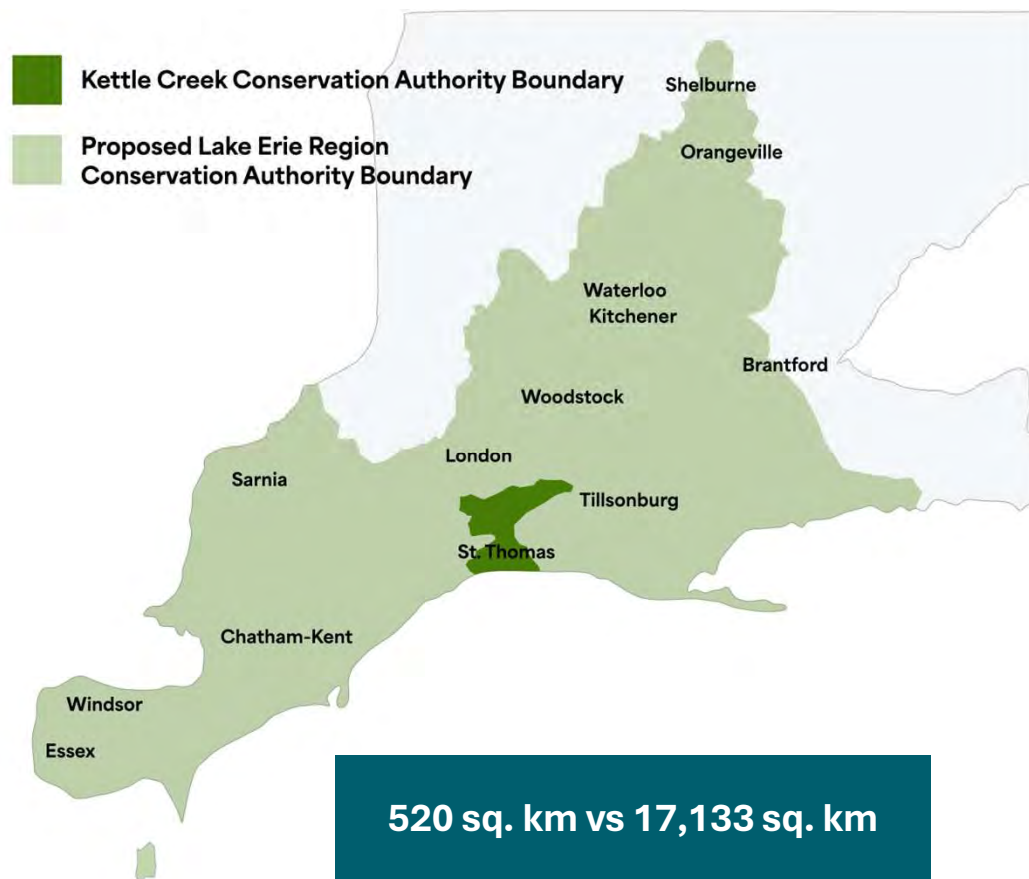 Kettle Creek Conservation Authority Boundary
Proposed Lake Erie Region
Conservation Authority Boundary
Shelburne
Orangeville
Waterloo
Kitchener
Brantford
Woodstock
London
Sarnia
Tillsonburg
St. Thomas
Chatham-Kent
Windsor
Essex
520 sq. km vs 17,133 sq. km